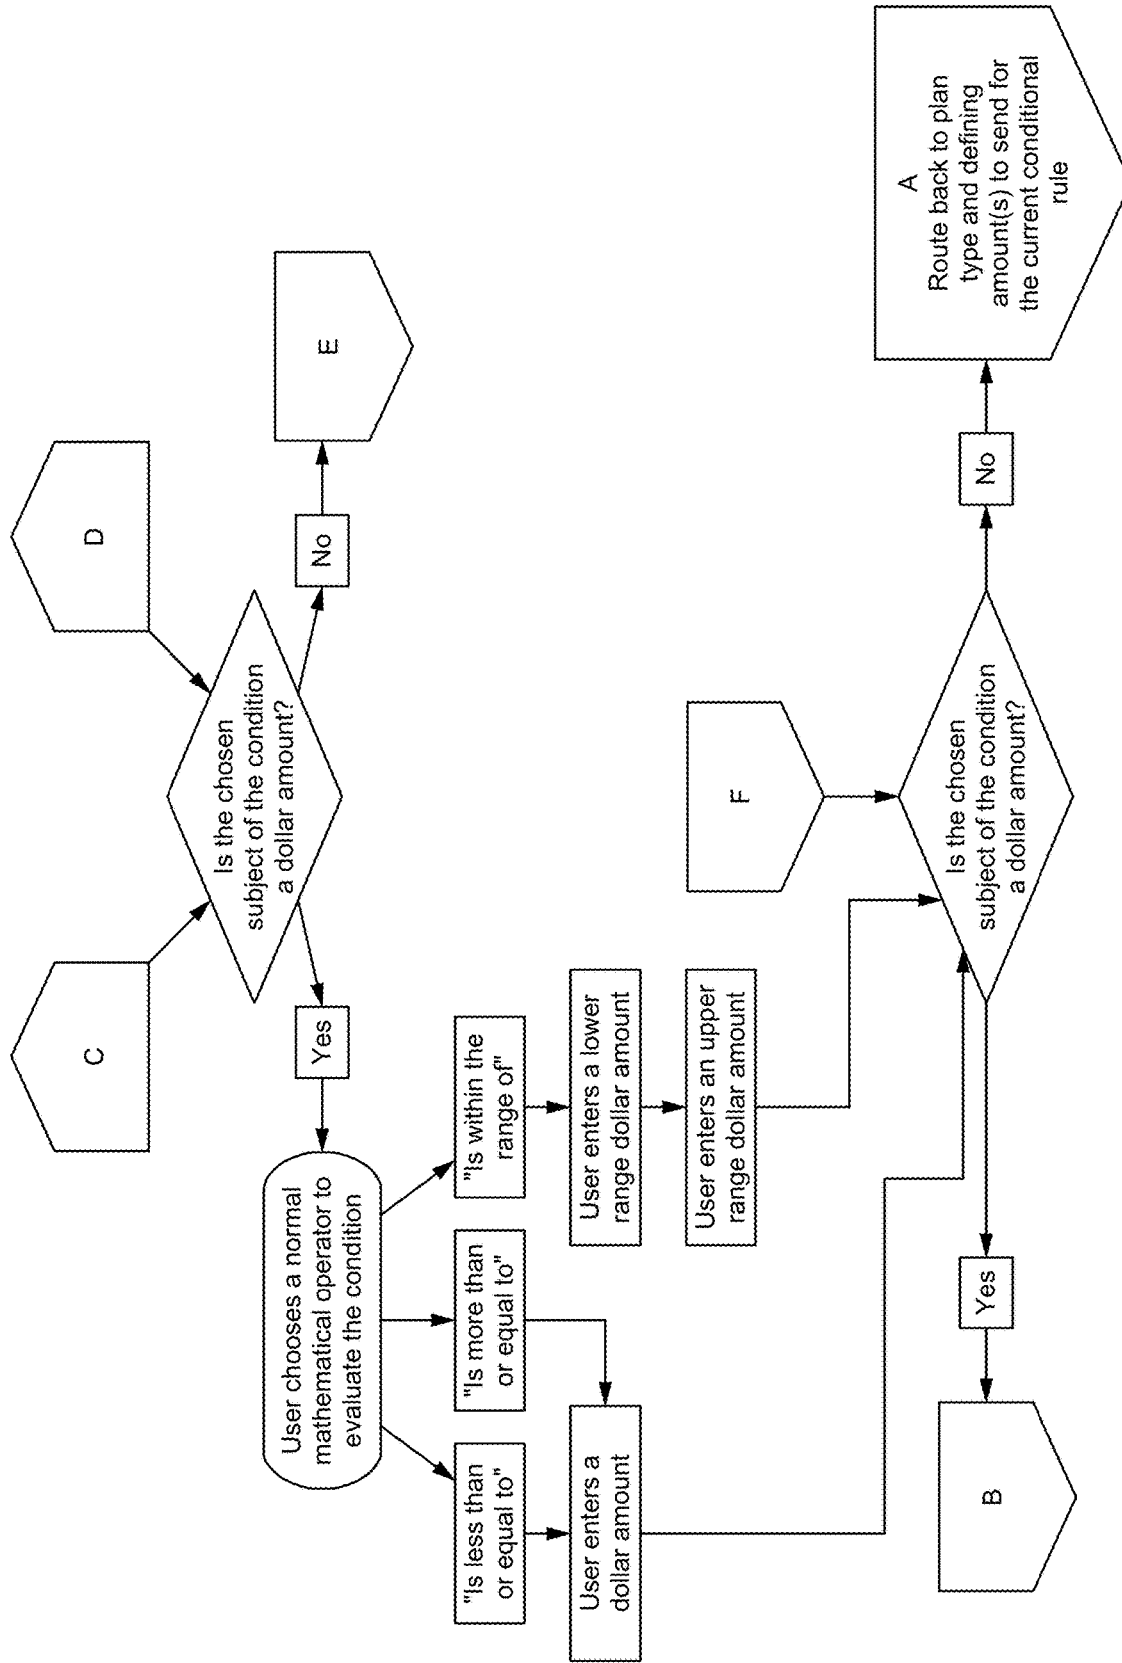 C
D
Is the chosen
subject of the condition
a dollar amount?
Yes
No
E
User chooses a normal
mathematical operator to
evaluate the condition
"Is less than
or equal to"
"Is more than
or equal to"
"Is within the
range of"
User enters a
dollar amount
User enters a lower
range dollar amount
User enters an upper
range dollar amount
F
Is the chosen
subject of the condition
a dollar amount?
Yes
No
B
A
Route back to plan
type and defining
amount(s) to send for
the current conditional
rule